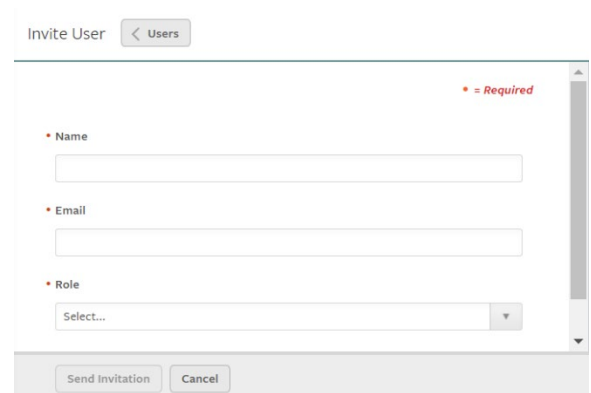 Invite User < Users
* = Required
• Name
• Email
• Role
Select...
Send Invitation Cancel